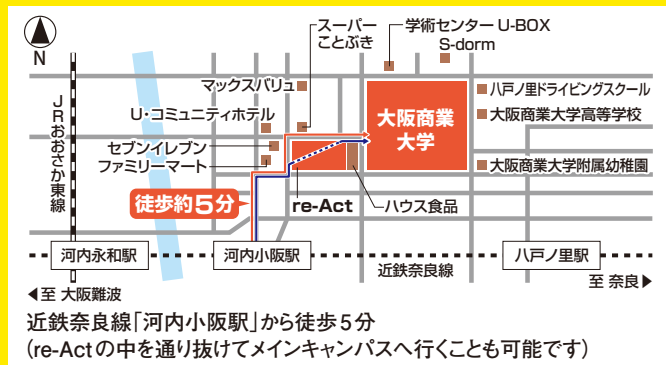 スーパー
ことぶき
学術センター U-BOX
S-dorm
N
マックスバリュ
八戸ノ里ドライビングスクール
JRおおさか東線
U・コミュニティホテル
大阪商業
大学
大阪商業大学高等学校
セブンイレブン
ファミリーマート
大阪商業大学附属幼稚園
徒歩約5分
re-Act
ハウス食品
河内永和駅
河内小阪駅
近鉄奈良線
八戸ノ里駅
◀至 大阪難波
至 奈良▶
近鉄奈良線「河内小阪駅」から徒歩5分
(re-Actの中を通り抜けてメインキャンパスへ行くことも可能です)